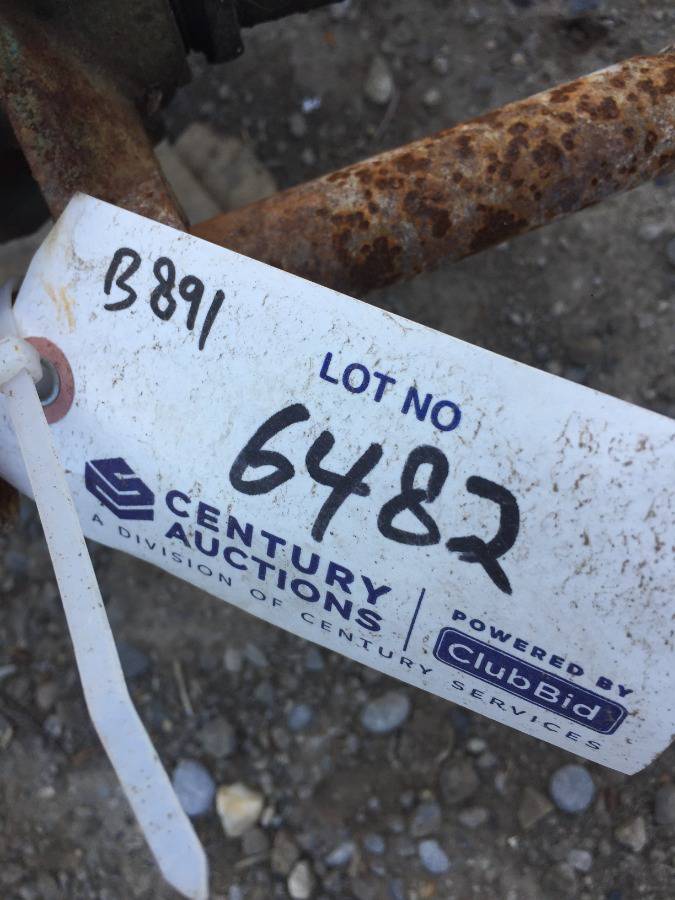 B891
LOT NO
6482
CENTURY
AUCTIONS
A DIVISION OF CENTURY SERVICES
POWERED BY
ClubBid